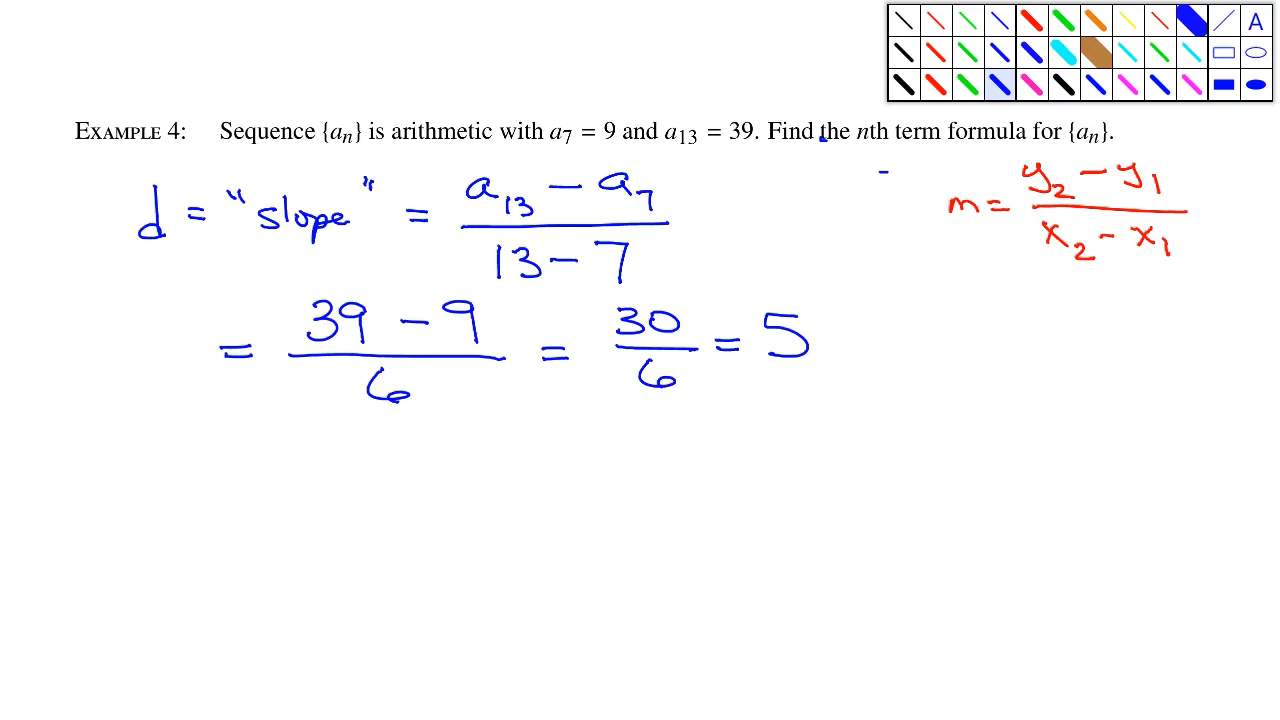 A
EXAMPLE 4: Sequence {aₙ} is arithmetic with a₇ = 9 and a₁₃ = 39. Find the nth term formula for {aₙ}.
d = "slope" = (a₁₃ − a₇) / (13 − 7)
m = (y₂ − y₁) / (x₂ − x₁)
= (39 − 9) / 6 = 30 / 6 = 5